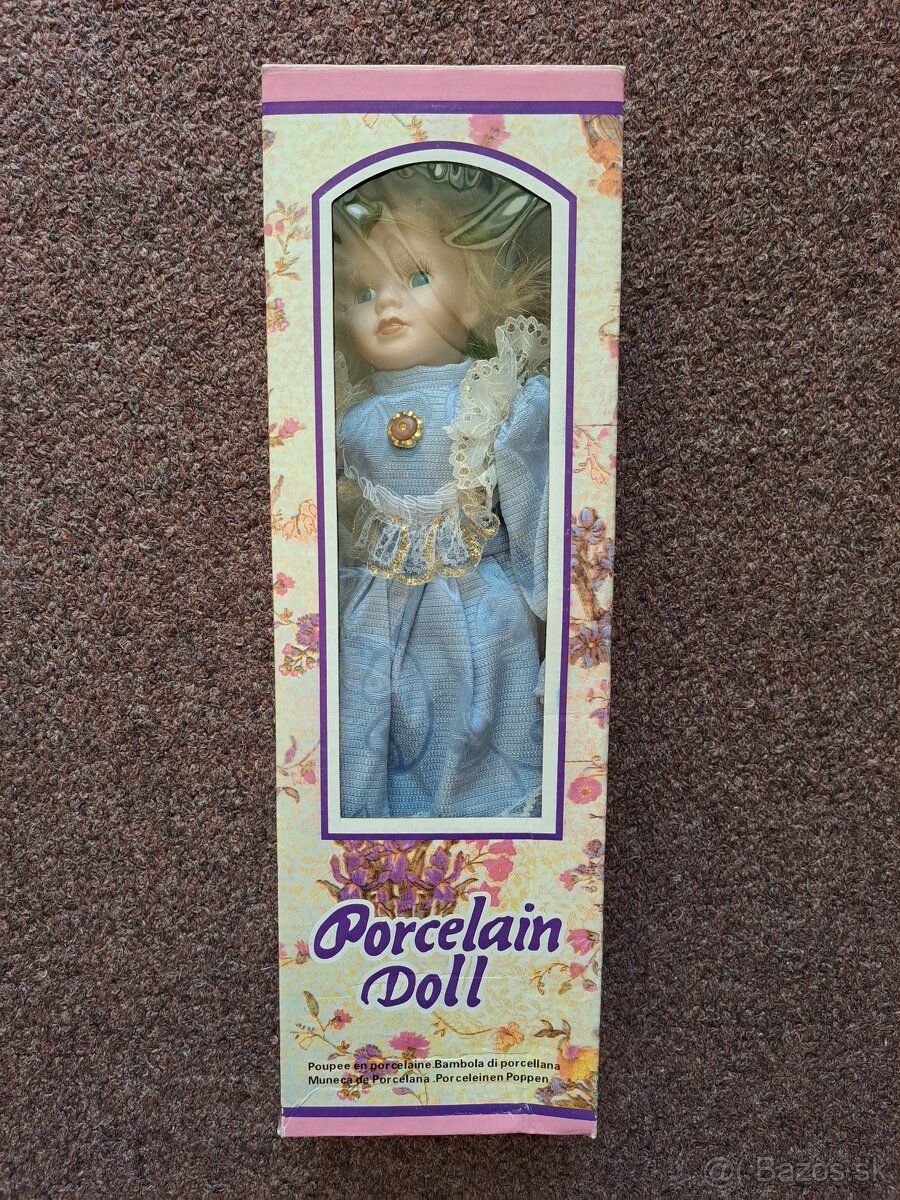 Porcelain
Doll
Poupee en porcelaine.Bambola di porcellana
Muneca de Porcelana .Porceleinen Poppen
@( Bazos.sk